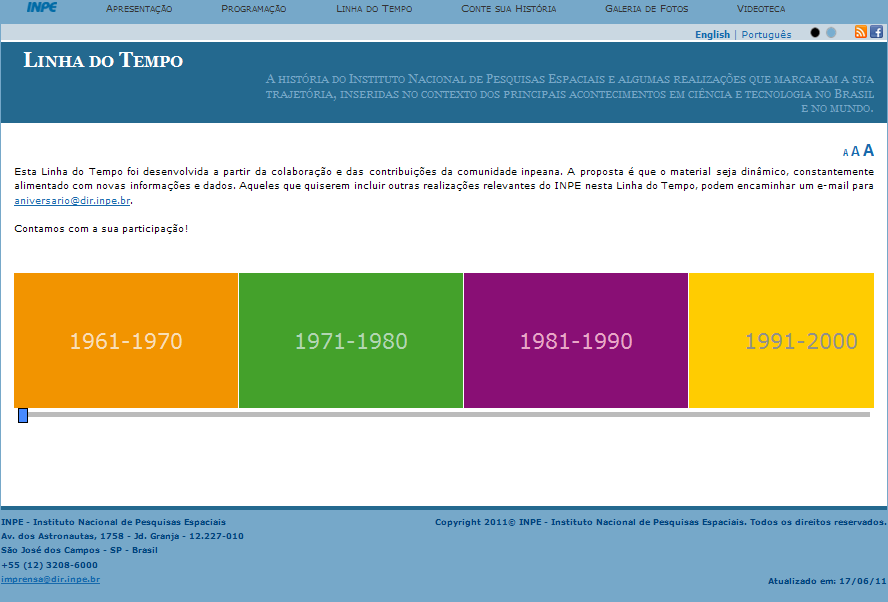 INPE APRESENTAÇÃO PROGRAMAÇÃO LINHA DO TEMPO CONTE SUA HISTÓRIA GALERIA DE FOTOS VIDEOTECA
English | Português
LINHA DO TEMPO
A HISTÓRIA DO INSTITUTO NACIONAL DE PESQUISAS ESPACIAIS E ALGUMAS REALIZAÇÕES QUE MARCARAM A SUA
TRAJETÓRIA, INSERIDAS NO CONTEXTO DOS PRINCIPAIS ACONTECIMENTOS EM CIÊNCIA E TECNOLOGIA NO BRASIL
E NO MUNDO.
A A A
Esta Linha do Tempo foi desenvolvida a partir da colaboração e das contribuições da comunidade inpeana. A proposta é que o material seja dinâmico, constantemente
alimentado com novas informações e dados. Aqueles que quiserem incluir outras realizações relevantes do INPE nesta Linha do Tempo, podem encaminhar um e-mail para
aniversario@dir.inpe.br.
Contamos com a sua participação!
1961-1970 1971-1980 1981-1990 1991-2000
INPE - Instituto Nacional de Pesquisas Espaciais
Av. dos Astronautas, 1758 - Jd. Granja - 12.227-010
São José dos Campos - SP - Brasil
+55 (12) 3208-6000
imprensa@dir.inpe.br
Copyright 2011© INPE - Instituto Nacional de Pesquisas Espaciais. Todos os direitos reservados.
Atualizado em: 17/06/11